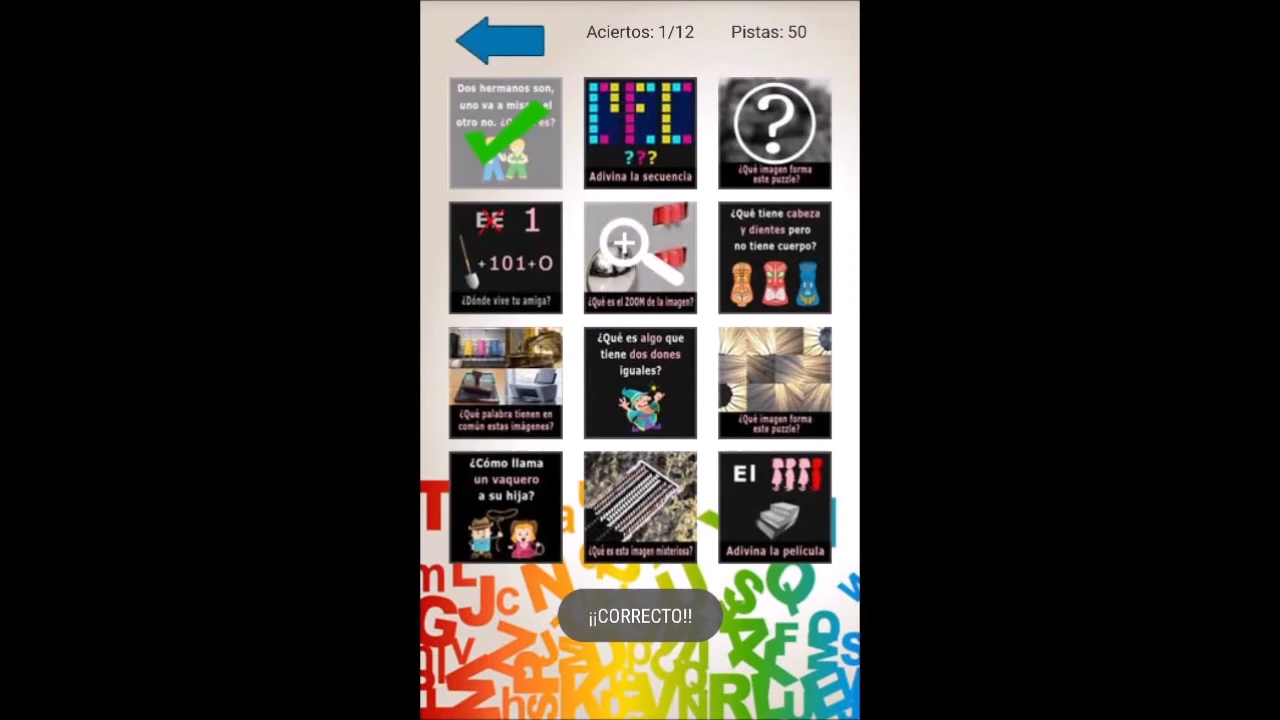 Aciertos: 1/12
Pistas: 50
Dos hermanos son,
uno va a misa
el
otro no. ¿
es?
???
Adivina la secuencia
?
¿Qué imagen forma
este puzzle?
1
+101+O
¿Dónde vive tu amiga?
¿Qué es el ZOOM de la imagen?
¿Qué tiene cabeza
y dientes pero
no tiene cuerpo?
¿Qué palabra tienen en
común estas imágenes?
¿Qué es algo que
tiene dos dones
iguales?
¿Qué imagen forma
este puzzle?
¿Cómo llama
un vaquero
a su hija?
¿Qué es esta imagen misteriosa?
El
Adivina la película
¡¡CORRECTO!!